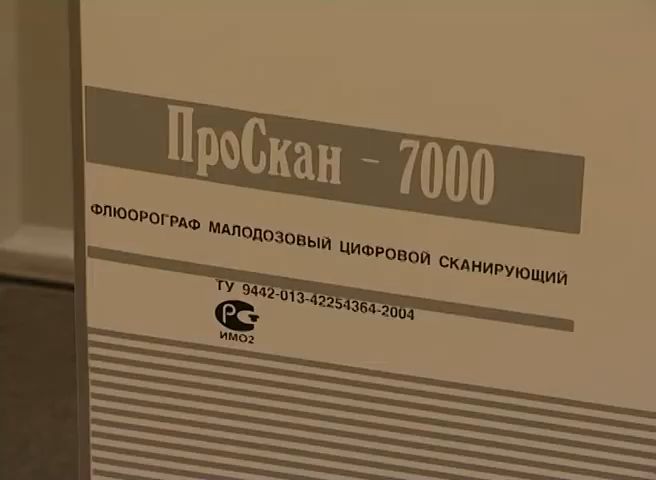 ПроСкан - 7000
ФЛЮОРОГРАФ МАЛОДОЗОВЫЙ ЦИФРОВОЙ СКАНИРУЮЩИЙ
ТУ 9442-013-42254364-2004
РСТ
ИМО2